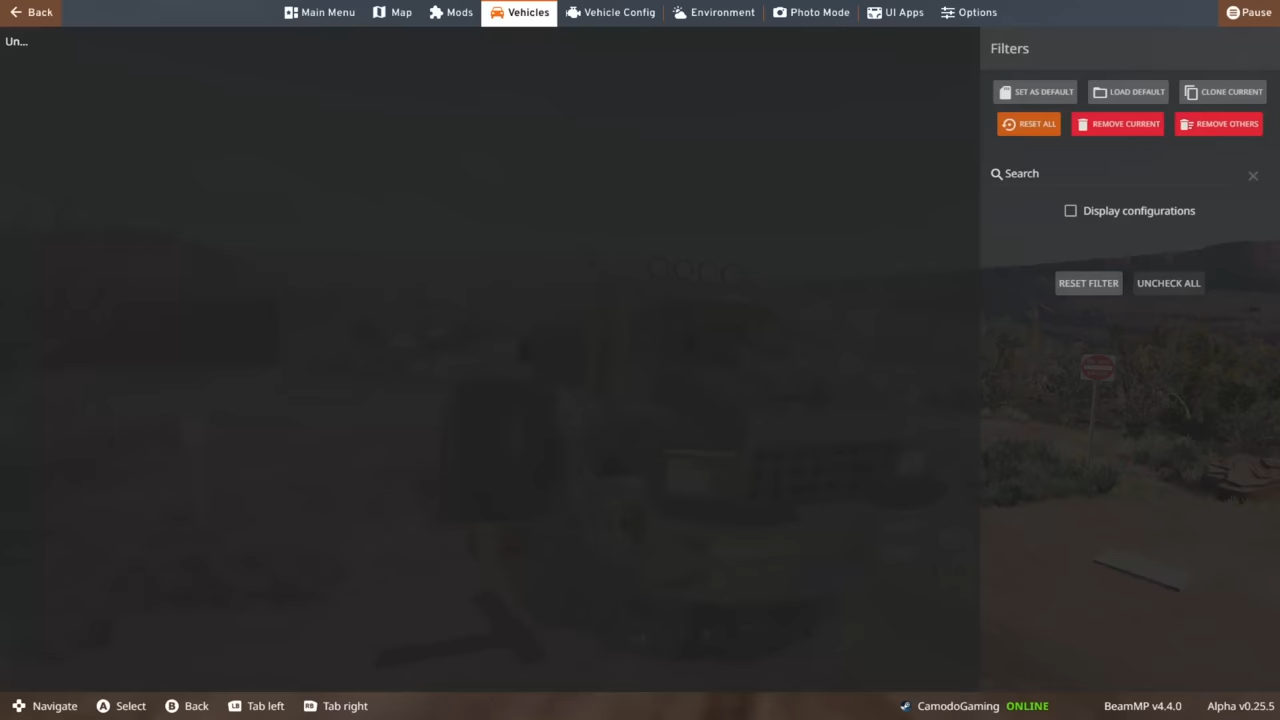 Back
Main Menu
Map
Mods
Vehicles
Vehicle Config
Environment
Photo Mode
UI Apps
Options
Pause
Un...
Filters
SET AS DEFAULT
LOAD DEFAULT
CLONE CURRENT
RESET ALL
REMOVE CURRENT
REMOVE OTHERS
Search
Display configurations
RESET FILTER
UNCHECK ALL
Navigate
A Select
B Back
LB Tab left
RB Tab right
CamodoGaming ONLINE
BeamMP v4.4.0
Alpha v0.25.5